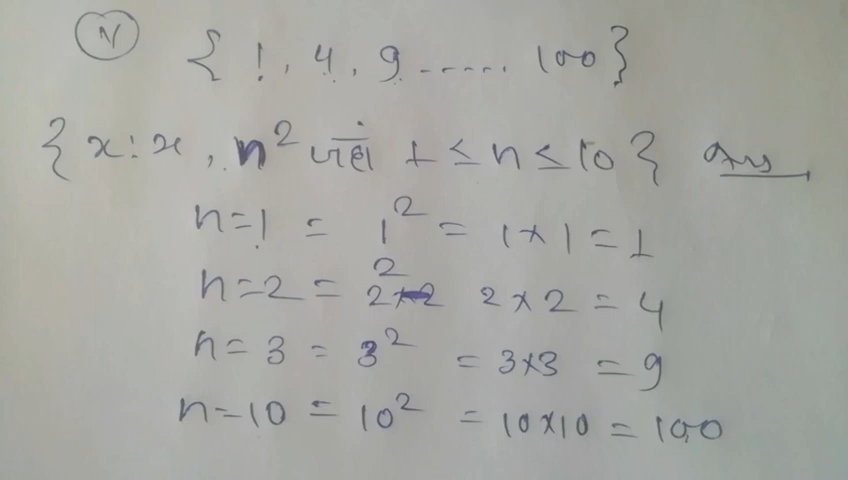 (v) { 1, 4, 9 ...... 100 }
{ x : x, n² जहां 1 ≤ n ≤ 10 } Ans
n=1 = 1² = 1×1 = 1
n=2 = 2² 2×2 = 4
n=3 = 3² = 3×3 = 9
n=10 = 10² = 10×10 = 100